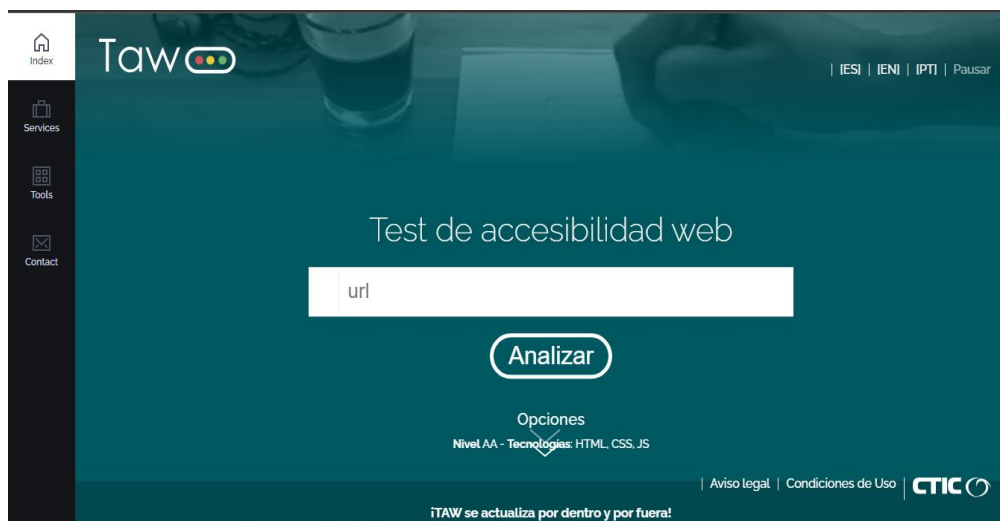 Index
Services
Tools
Contact
Taw
| [ES] | [EN] | [PT] | Pausar
Test de accesibilidad web
url
Analizar
Opciones
Nivel AA - Tecnologías: HTML, CSS, JS
| Aviso legal | Condiciones de Uso | CTIC
¡TAW se actualiza por dentro y por fuera!